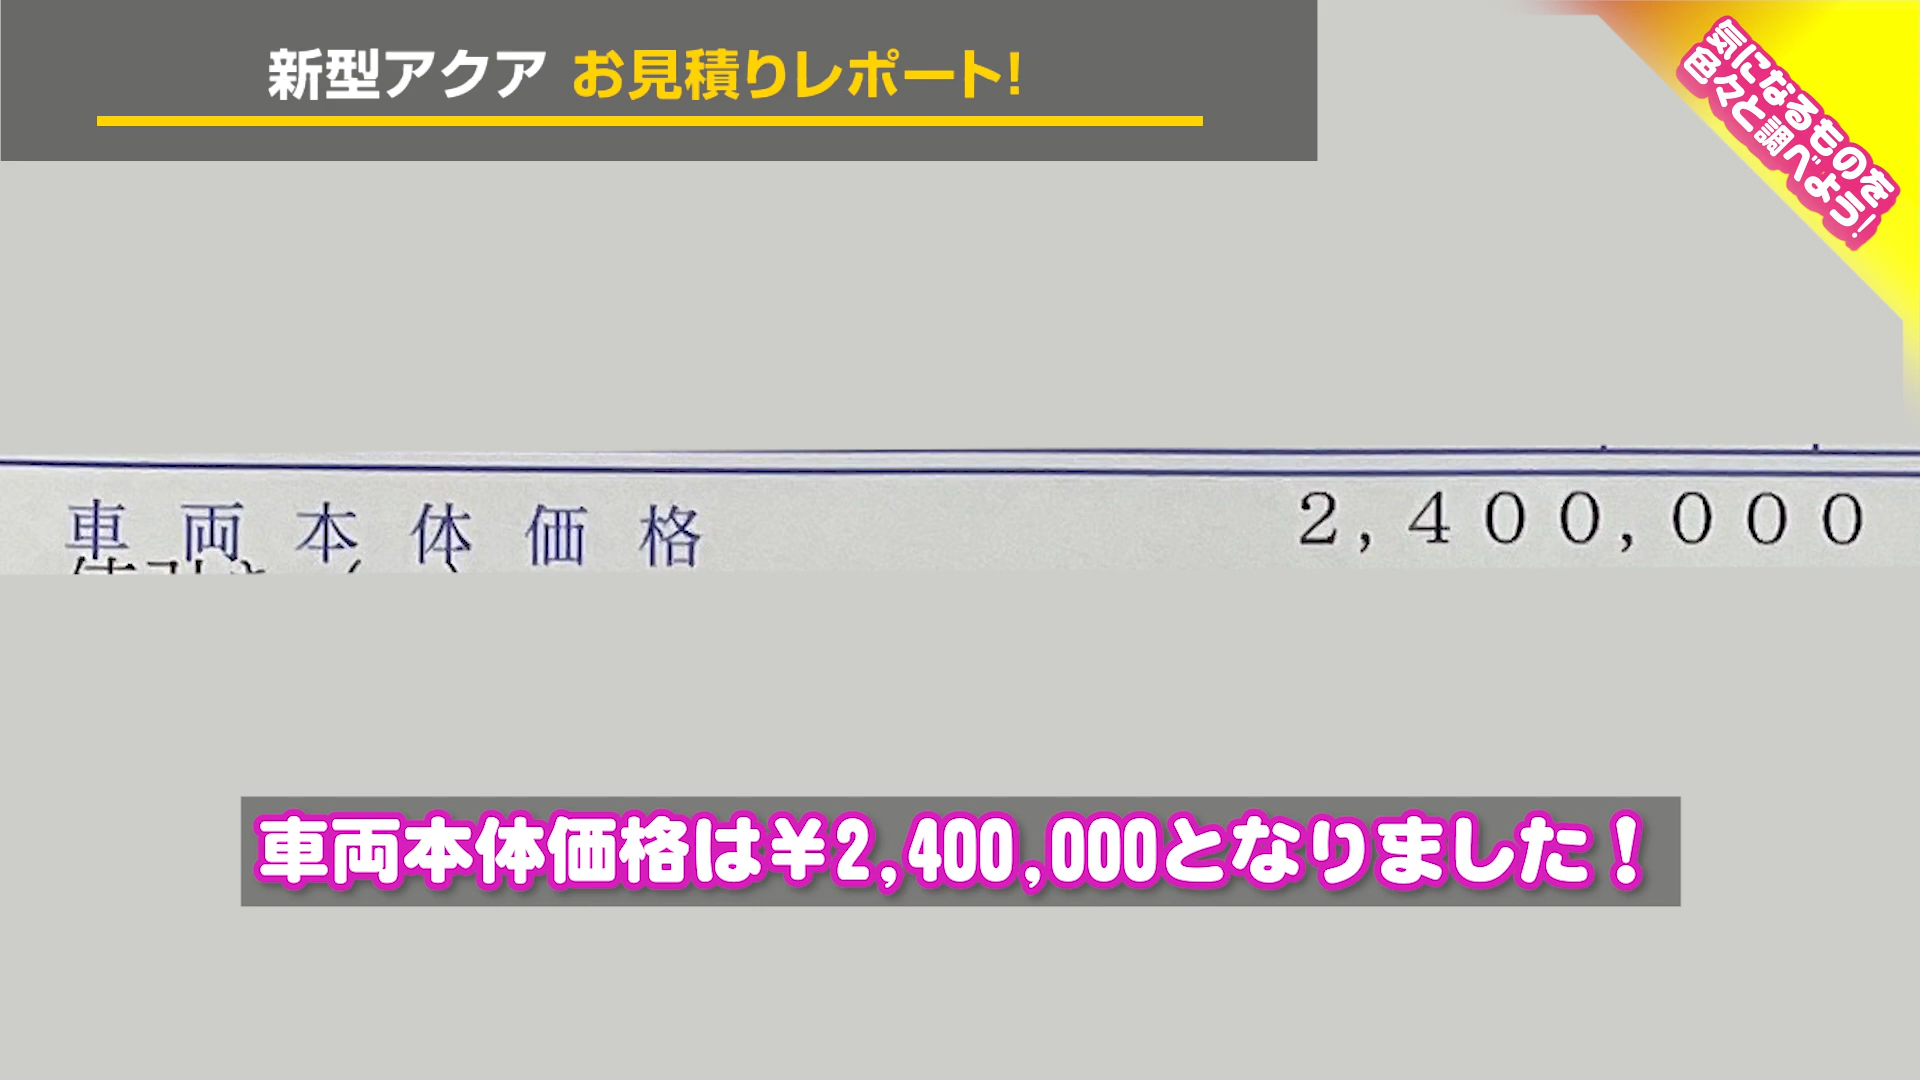 新型アクア お見積りレポート!
気になるものを
色々と調べよう!
車両本体価格 2,400,000
車両本体価格は¥2,400,000となりました!